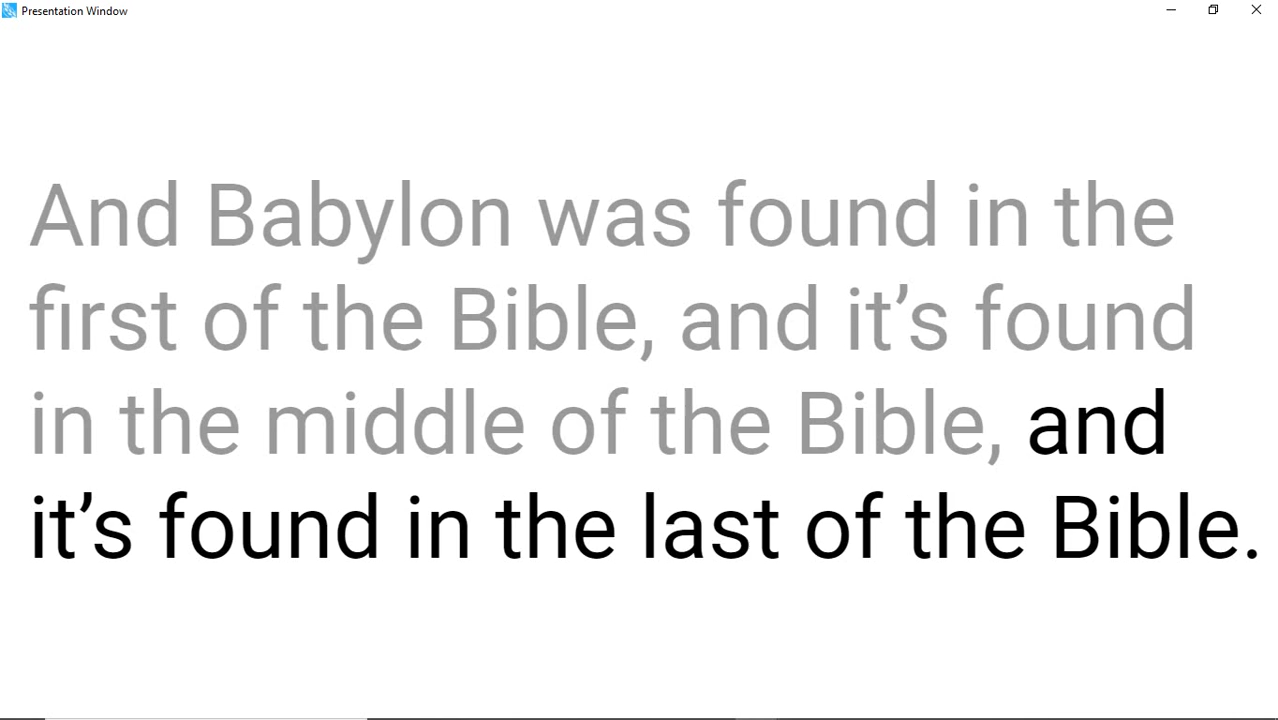 Presentation Window
And Babylon was found in the
first of the Bible, and it’s found
in the middle of the Bible, and
it’s found in the last of the Bible.